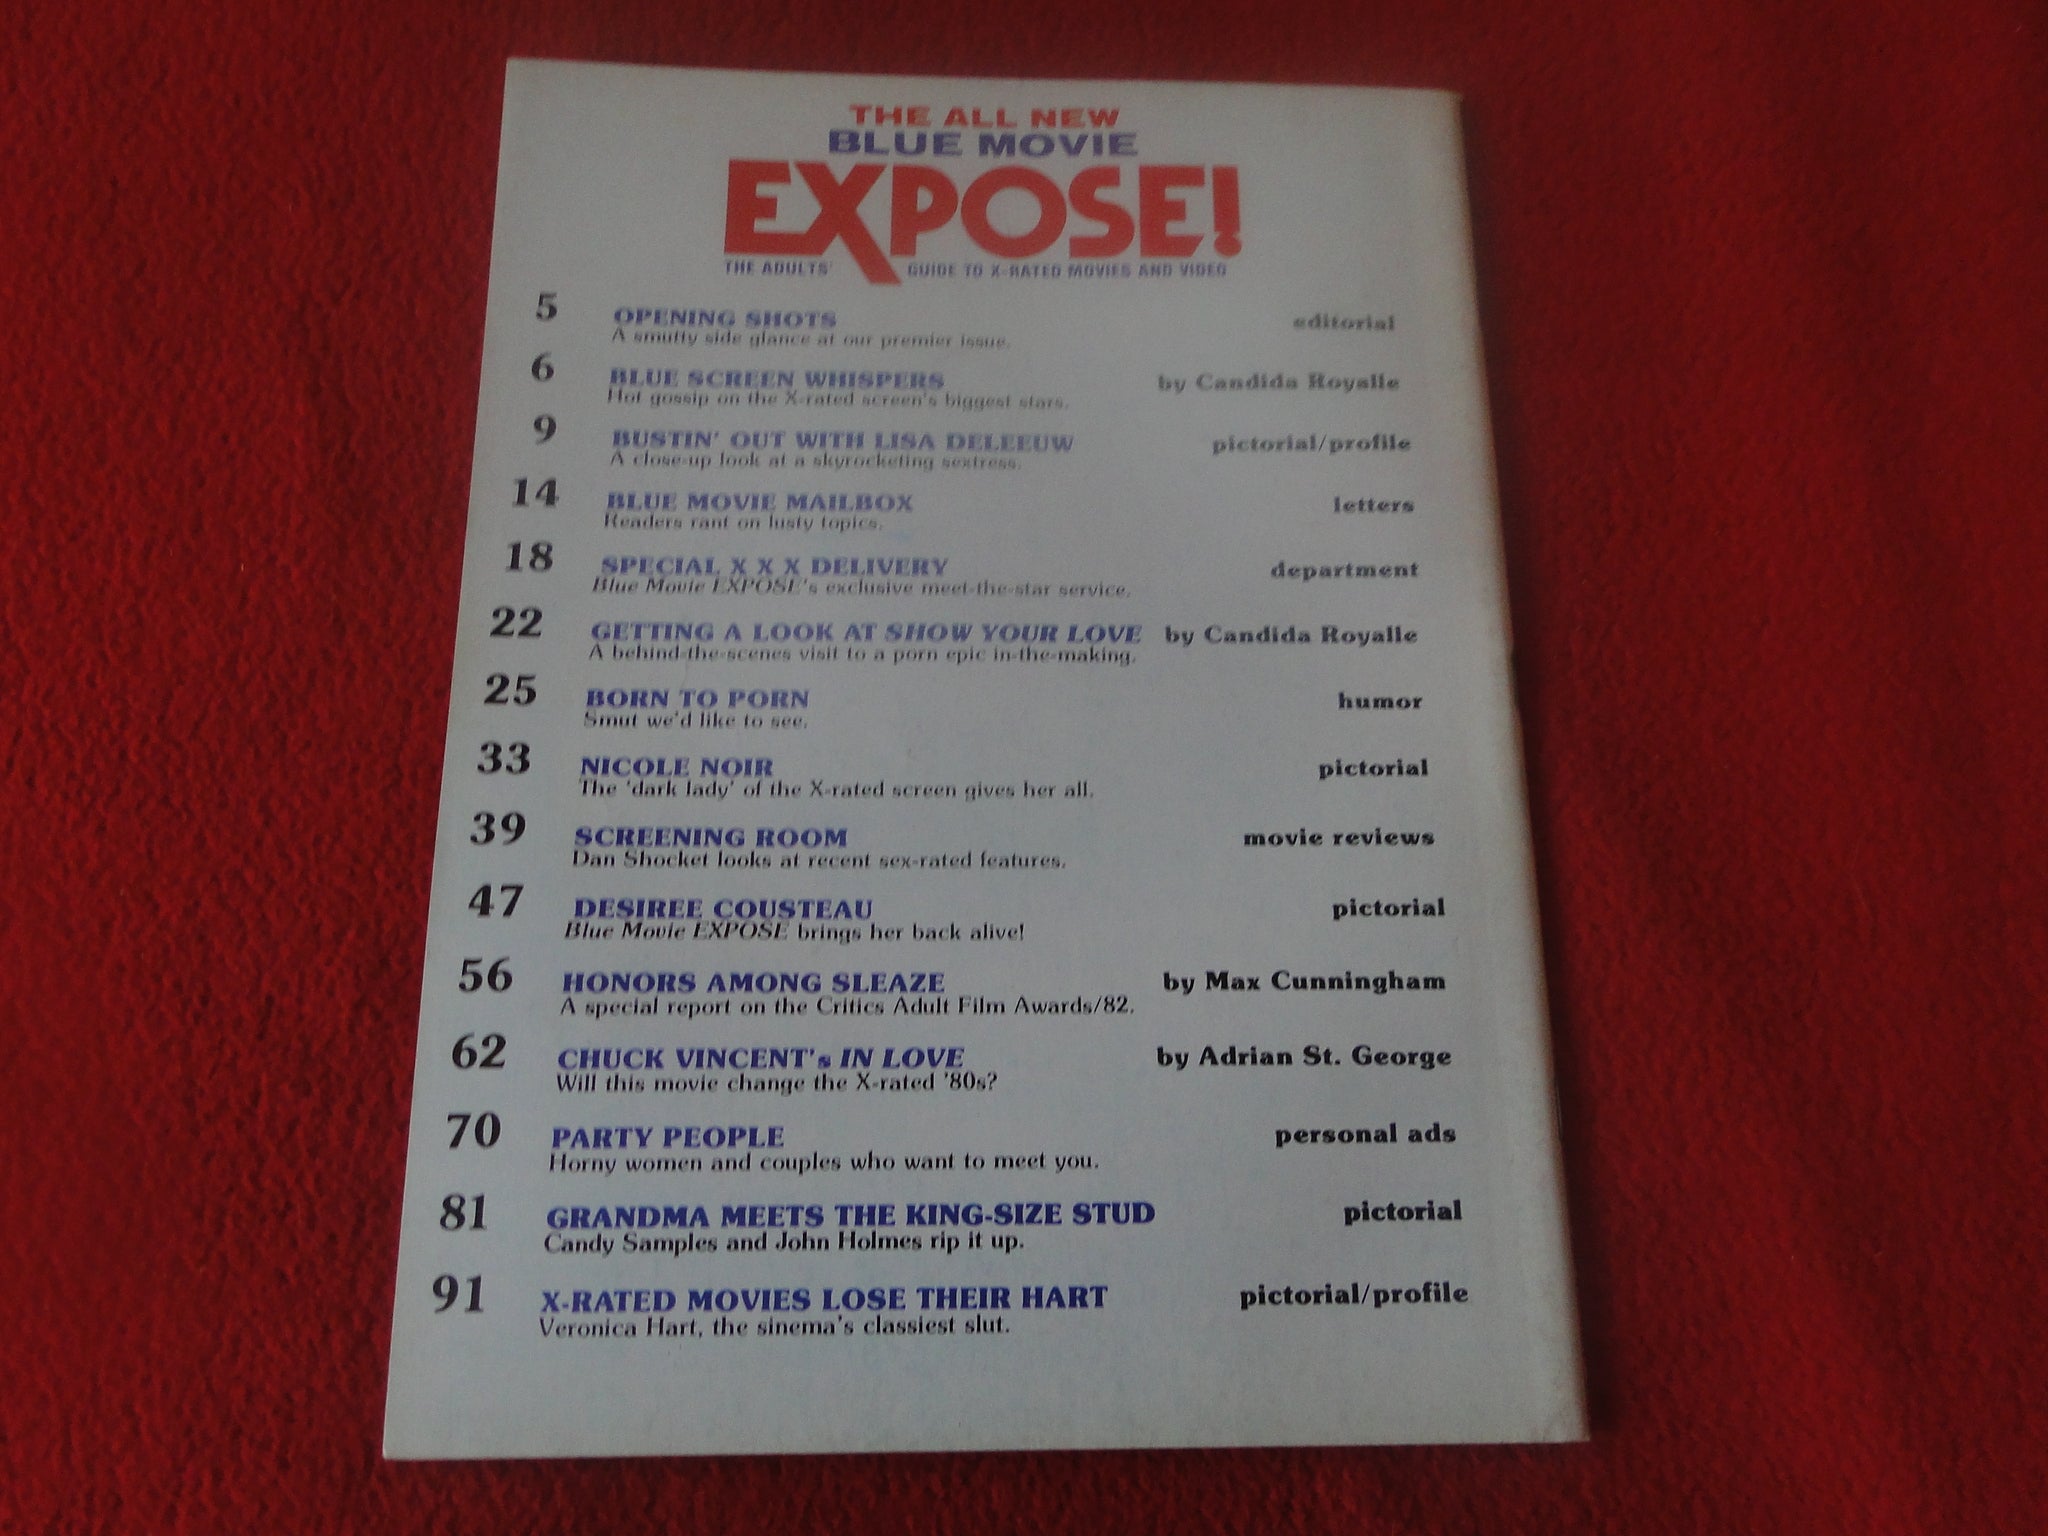 THE ALL NEW
BLUE MOVIE
EXPOSE!
THE ADULTS' GUIDE TO X-RATED MOVIES AND VIDEO
5 OPENING SHOTS editorial
A smutty side glance at our premier issue.
6 BLUE SCREEN WHISPERS by Candida Royalle
Hot gossip on the X-rated screen's biggest stars.
9 BUSTIN' OUT WITH LISA DELEEUW pictorial/profile
A close-up look at a skyrocketing sextress.
14 BLUE MOVIE MAILBOX letters
Readers rant on lusty topics.
18 SPECIAL X X X DELIVERY department
Blue Movie EXPOSE's exclusive meet-the-star service.
22 GETTING A LOOK AT SHOW YOUR LOVE by Candida Royalle
A behind-the-scenes visit to a porn epic in-the-making.
25 BORN TO PORN humor
Smut we'd like to see.
33 NICOLE NOIR pictorial
The 'dark lady' of the X-rated screen gives her all.
39 SCREENING ROOM movie reviews
Dan Shocket looks at recent sex-rated features.
47 DESIREE COUSTEAU pictorial
Blue Movie EXPOSE brings her back alive!
56 HONORS AMONG SLEAZE by Max Cunningham
A special report on the Critics Adult Film Awards/82.
62 CHUCK VINCENT's IN LOVE by Adrian St. George
Will this movie change the X-rated '80s?
70 PARTY PEOPLE personal ads
Horny women and couples who want to meet you.
81 GRANDMA MEETS THE KING-SIZE STUD pictorial
Candy Samples and John Holmes rip it up.
91 X-RATED MOVIES LOSE THEIR HART pictorial/profile
Veronica Hart, the sinema's classiest slut.